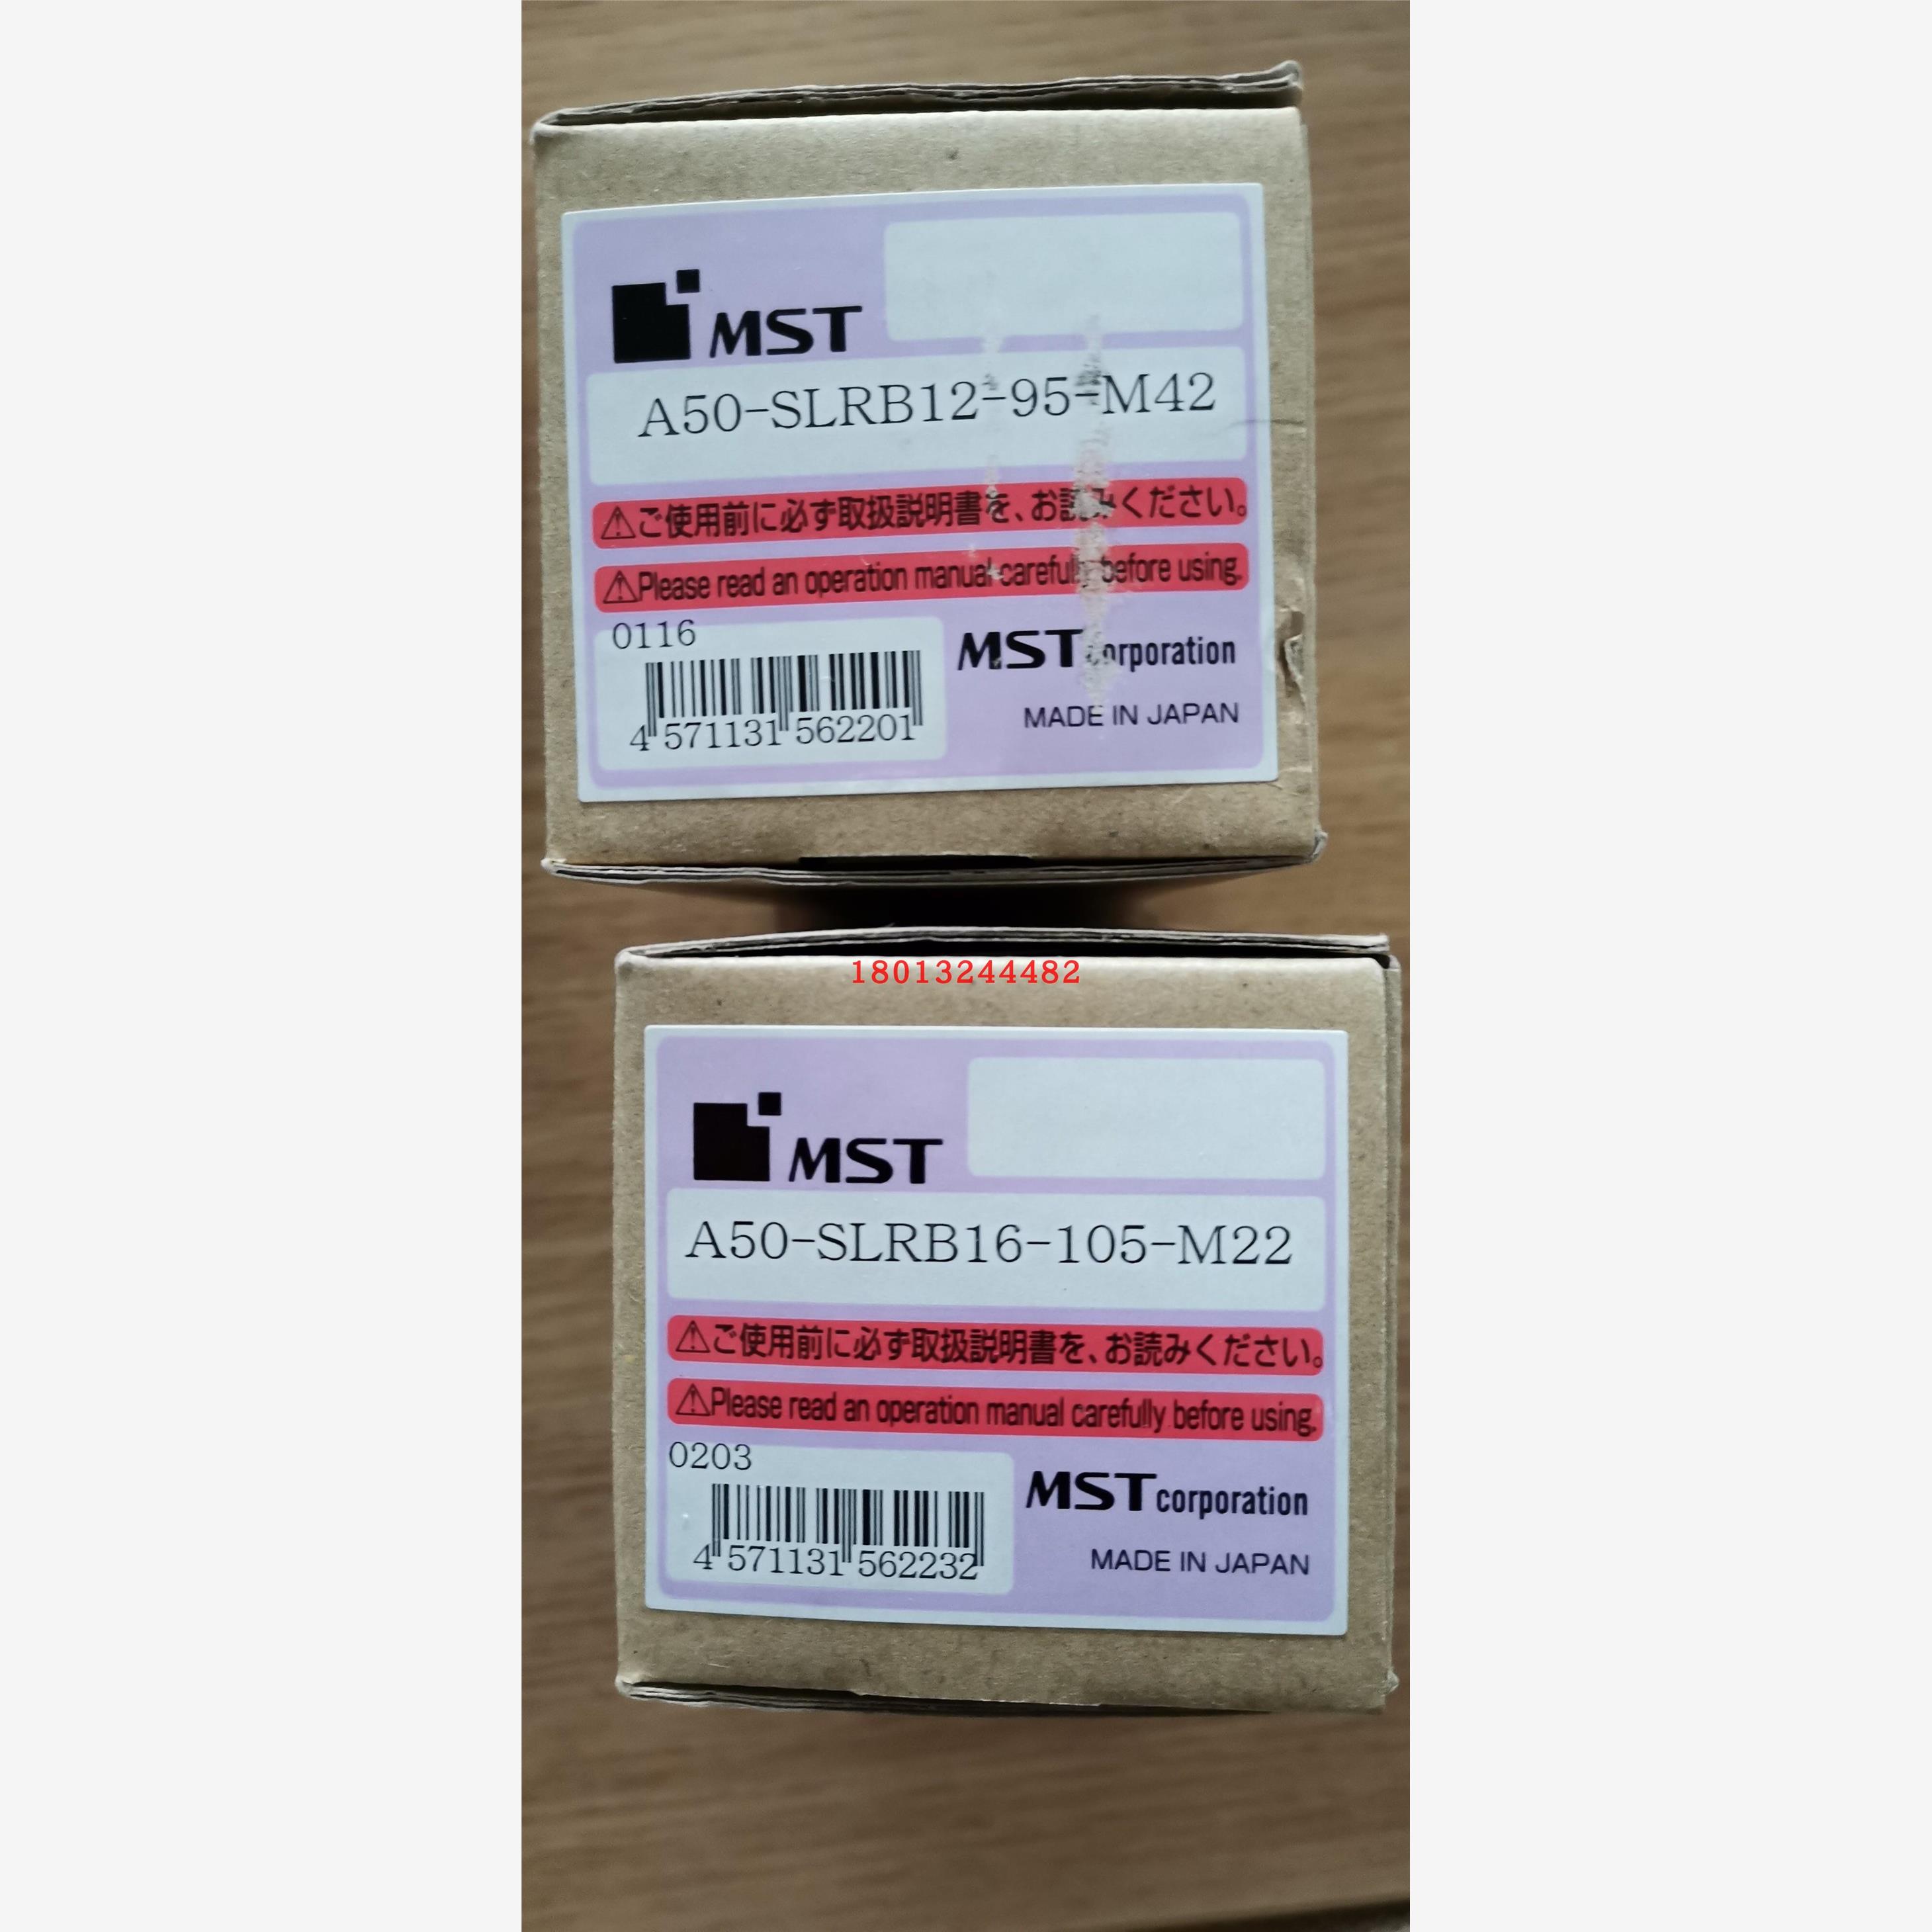 MST
A50-SLRB12-95-M42
⚠ご使用前に必ず取扱説明書を、お読みください。
⚠Please read an operation manual carefully before using.
0116
MST corporation
4 571131 562201
MADE IN JAPAN
18013244482
MST
A50-SLRB16-105-M22
⚠ご使用前に必ず取扱説明書を、お読みください。
⚠Please read an operation manual carefully before using.
0203
MST corporation
4 571131 562232
MADE IN JAPAN